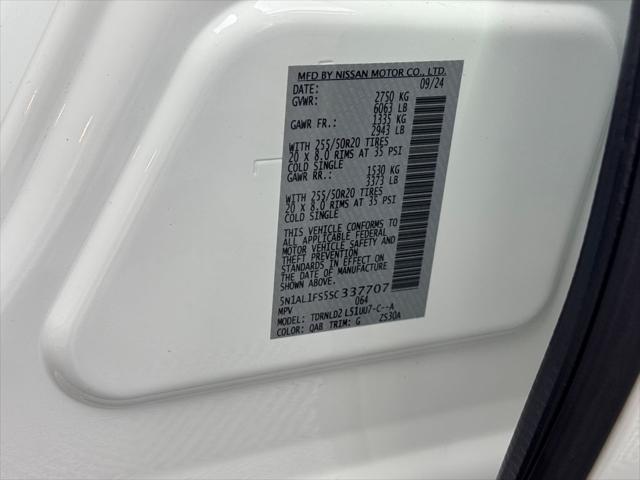 MFD BY NISSAN MOTOR CO., LTD.
DATE: 09/24
GVWR: 2750 KG
6063 LB
GAWR FR.: 1335 KG
2943 LB
WITH 255/50R20 TIRES
20 X 8.0 RIMS AT 35 PSI
COLD SINGLE
GAWR RR.: 1530 KG
3373 LB
WITH 255/50R20 TIRES
20 X 8.0 RIMS AT 35 PSI
COLD SINGLE
THIS VEHICLE CONFORMS TO
ALL APPLICABLE FEDERAL
MOTOR VEHICLE SAFETY AND
THEFT PREVENTION
STANDARDS IN EFFECT ON
THE DATE OF MANUFACTURE
ABOVE.
5N1AL1FS5SC337707
MPV 064
MODEL: TDRNLD2 L51UU7-C--A
COLOR: QAB TRIM: G ZS30A